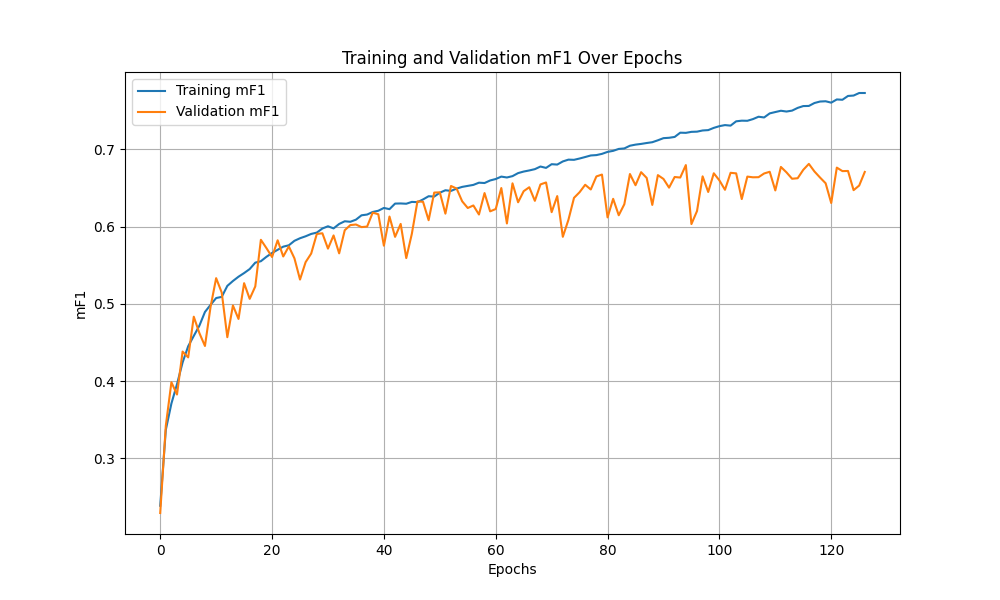 Training and Validation mF1 Over Epochs
Training mF1
Validation mF1
mF1
0.7
0.6
0.5
0.4
0.3
0 20 40 60 80 100 120
Epochs